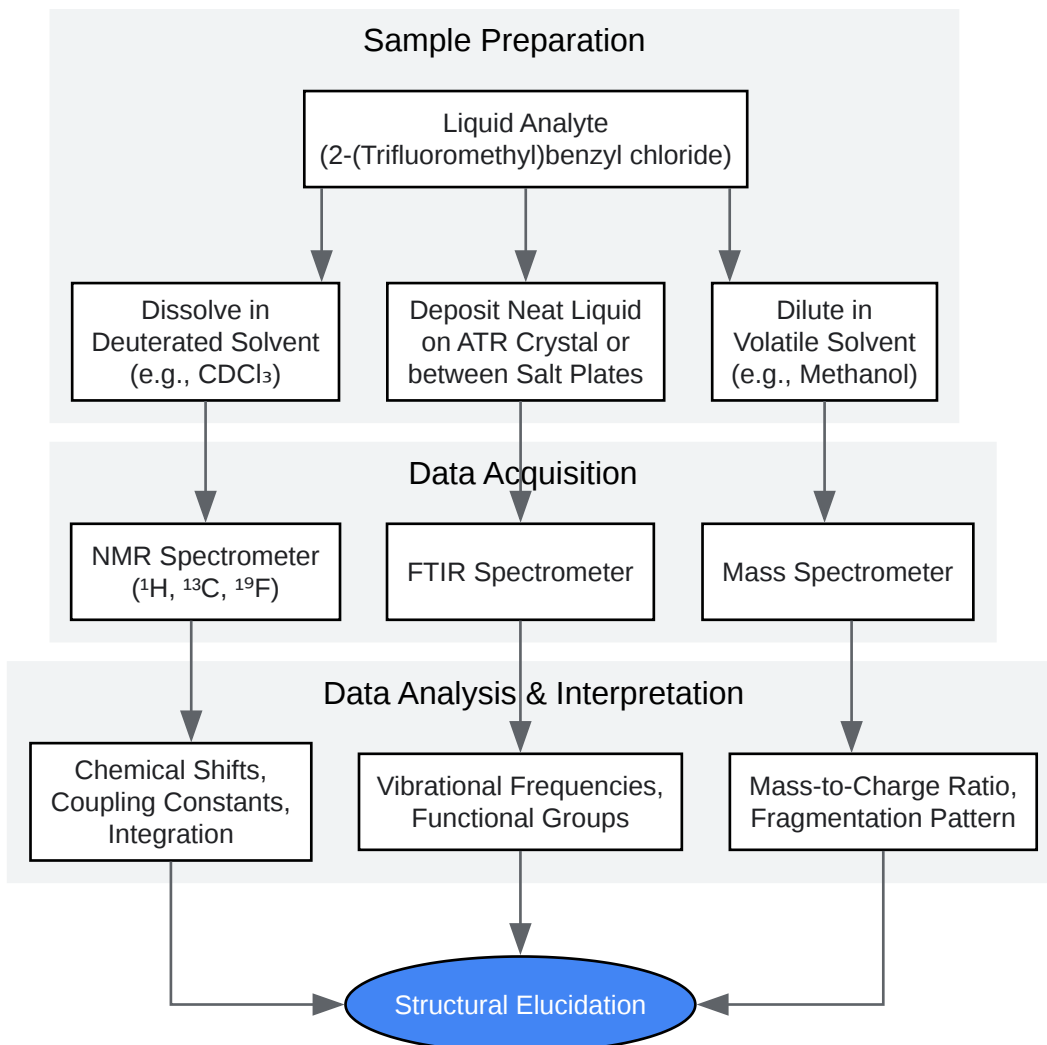 Sample Preparation
Liquid Analyte
(2-(Trifluoromethyl)benzyl chloride)
Dissolve in
Deuterated Solvent
(e.g., CDCl₃)
Deposit Neat Liquid
on ATR Crystal or
between Salt Plates
Dilute in
Volatile Solvent
(e.g., Methanol)
Data Acquisition
NMR Spectrometer
(¹H, ¹³C, ¹⁹F)
FTIR Spectrometer
Mass Spectrometer
Data Analysis & Interpretation
Chemical Shifts,
Coupling Constants,
Integration
Vibrational Frequencies,
Functional Groups
Mass-to-Charge Ratio,
Fragmentation Pattern
Structural Elucidation